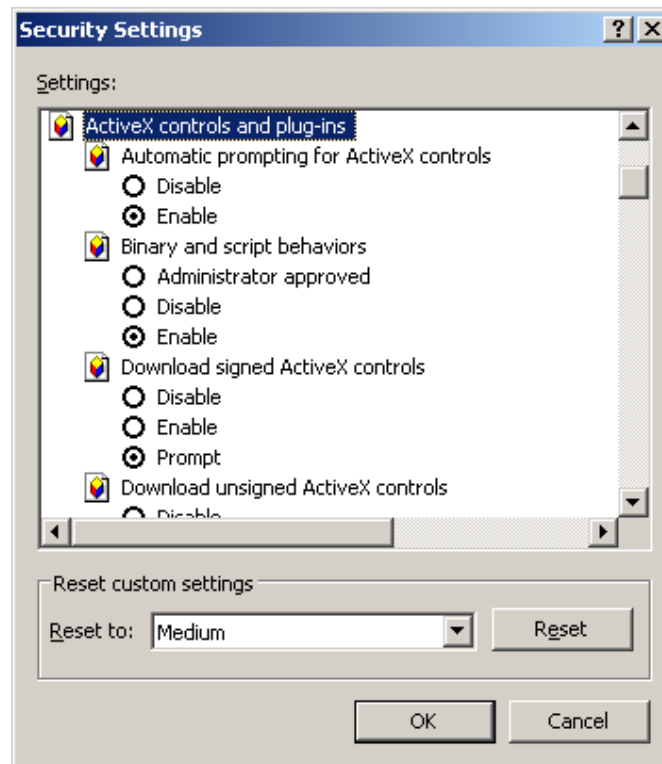 Security Settings
Settings:
ActiveX controls and plug-ins
Automatic prompting for ActiveX controls
Disable
Enable
Binary and script behaviors
Administrator approved
Disable
Enable
Download signed ActiveX controls
Disable
Enable
Prompt
Download unsigned ActiveX controls
Disable
Reset custom settings
Reset to: Medium Reset
OK Cancel